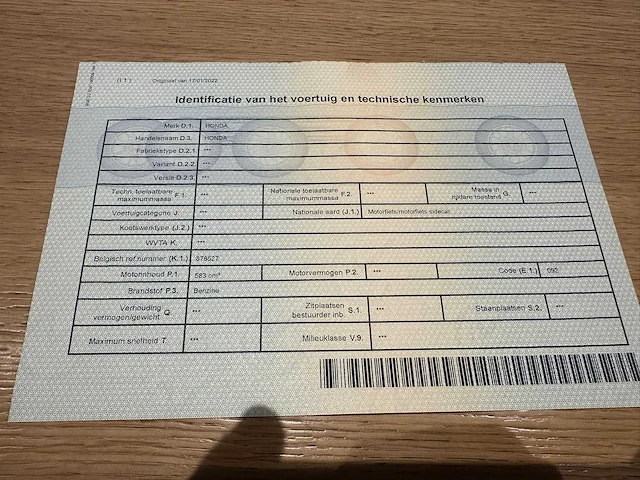 (I 1)
Origineel van 17/01/2022
Identificatie van het voertuig en technische kenmerken
Merk D.1. HONDA
Handelsnaam D.3. HONDA
Fabriekstype D.2.1. ***
Variant D.2.2. ***
Versie D.2.3. ***
Techn. toelaatbare maximummassa F.1. *** Nationale toelaatbare maximummassa F.2. *** Massa in rijdare toestand G. ***
Voertuigcategorie J. *** Nationale aard (J.1.) Motorfiets/motorfiets sidecar
Koetswerktype (J.2.) ***
WVTA K. ***
Belgisch ref.nummer (K.1.) 876527
Motorinhoud P.1. 583 cm³ Motorvermogen P.2. *** Code (E.1.) 092
Brandstof P.3. Benzine
Verhouding vermogen/gewicht Q. *** Zitplaatsen bestuurder inb. S.1. *** Staanplaatsen S.2. ***
Maximum snelheid T. *** Milieuklasse V.9. ***